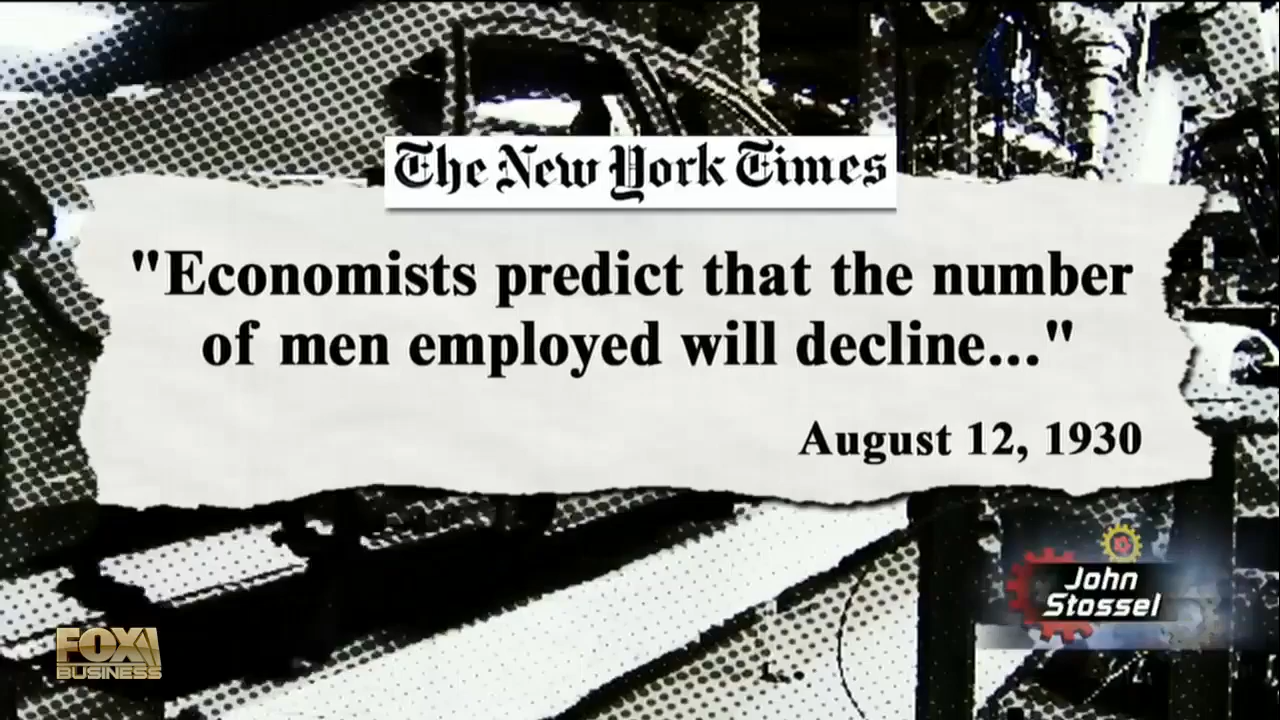 The New York Times
"Economists predict that the number
of men employed will decline..."
August 12, 1930
John
Stossel
FOX
BUSINESS